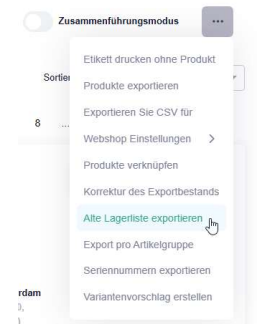 Zusammenführungsmodus ...
Etikett drucken ohne Produkt
Sortier
Produkte exportieren
Exportieren Sie CSV für
8 ...
Webshop Einstellungen >
Produkte verknüpfen
Korrektur des Exportbestands
Alte Lagerliste exportieren
Export pro Artikelgruppe
Seriennummern exportieren
rdam
Variantenvorschlag erstellen